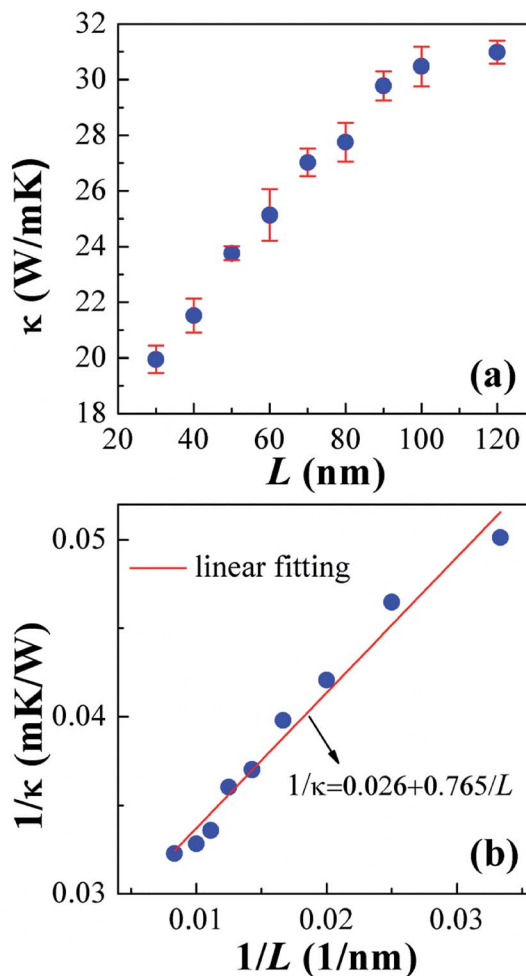 32
30
28
26
24
22
20
18
κ (W/mK)
(a)
20 40 60 80 100 120
L (nm)
0.05
0.04
0.03
1/κ (mK/W)
linear fitting
1/κ=0.026+0.765/L
(b)
0.01 0.02 0.03
1/L (1/nm)